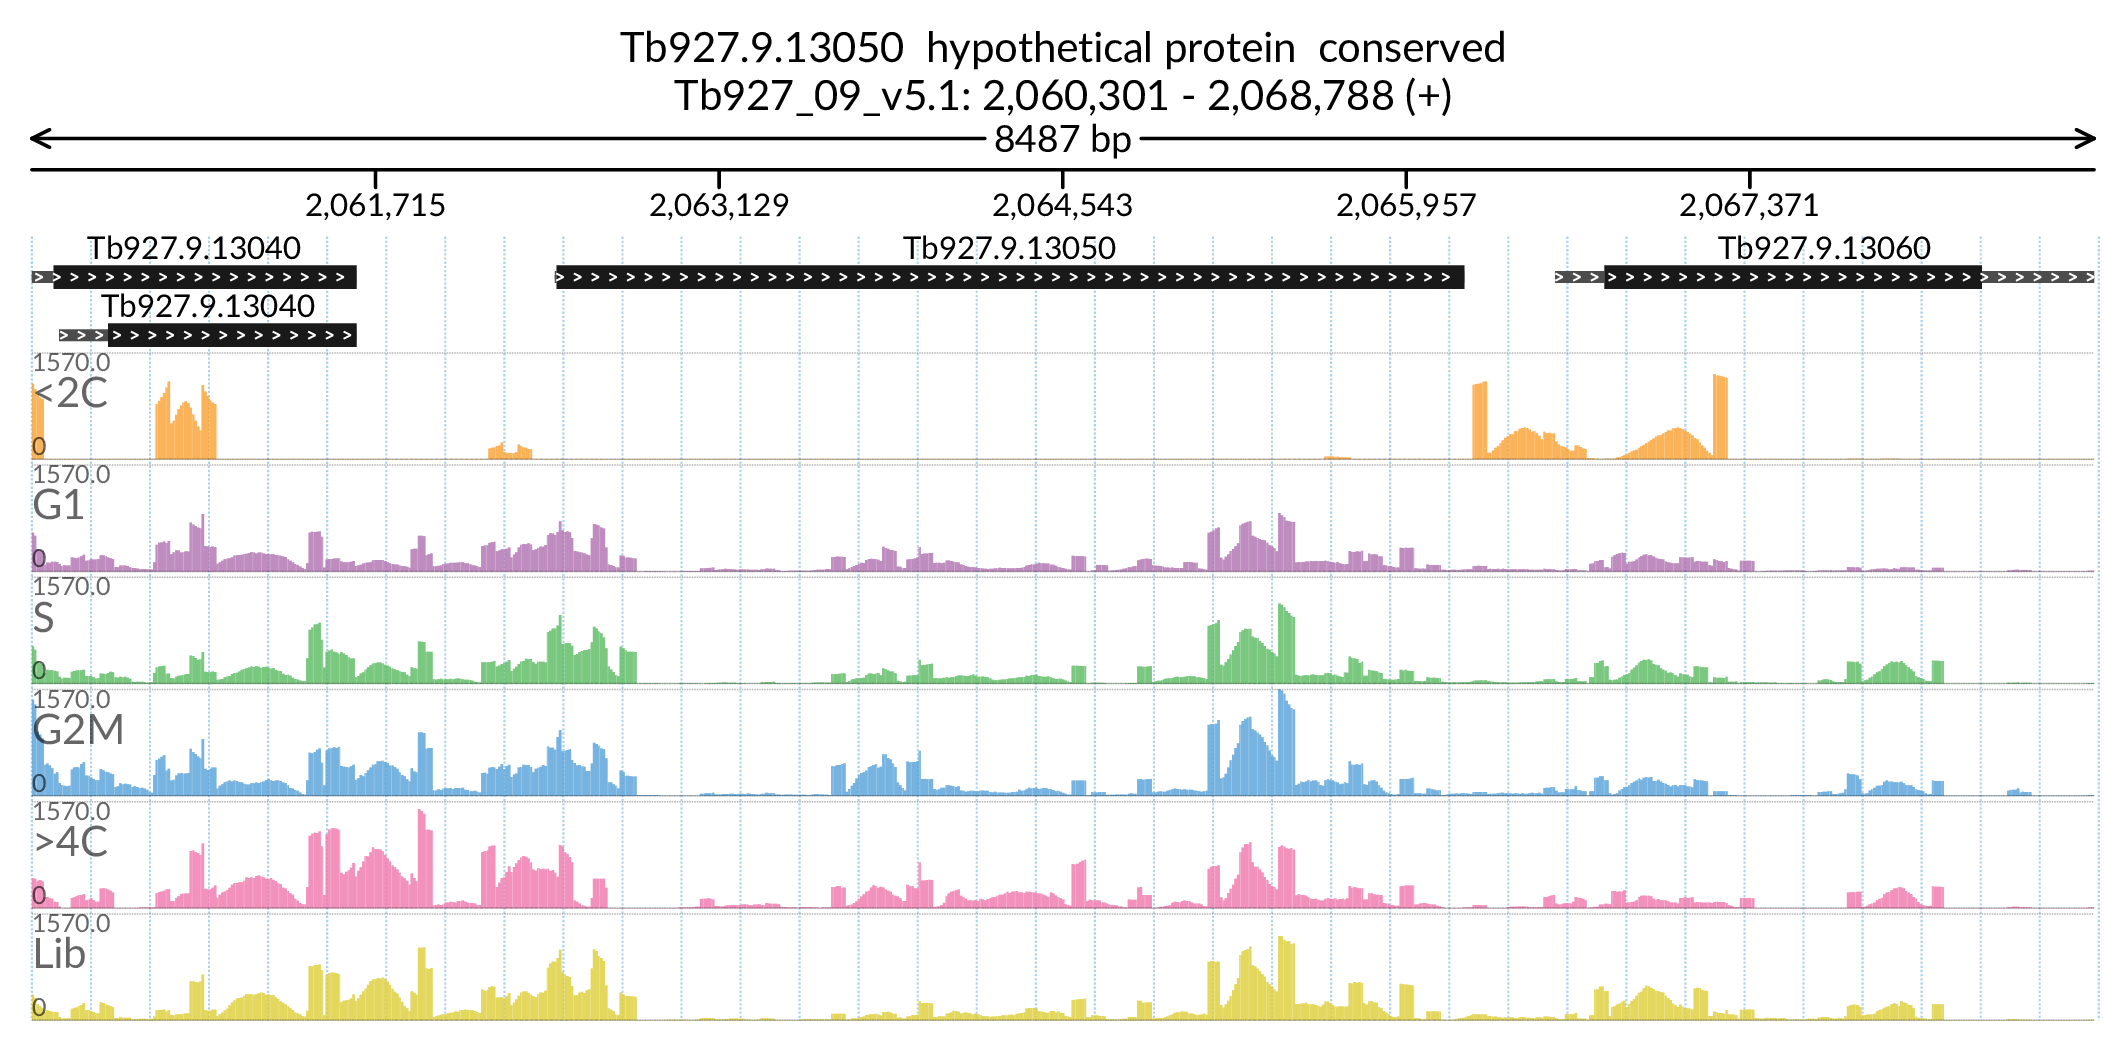 Tb927.9.13050 hypothetical protein conserved
Tb927_09_v5.1: 2,060,301 - 2,068,788 (+)
8487 bp
2,061,715 2,063,129 2,064,543 2,065,957 2,067,371
Tb927.9.13040 Tb927.9.13050 Tb927.9.13060
Tb927.9.13040
1570.0
<2C
0
1570.0
G1
0
1570.0
S
0
1570.0
G2M
0
1570.0
>4C
0
1570.0
Lib
0